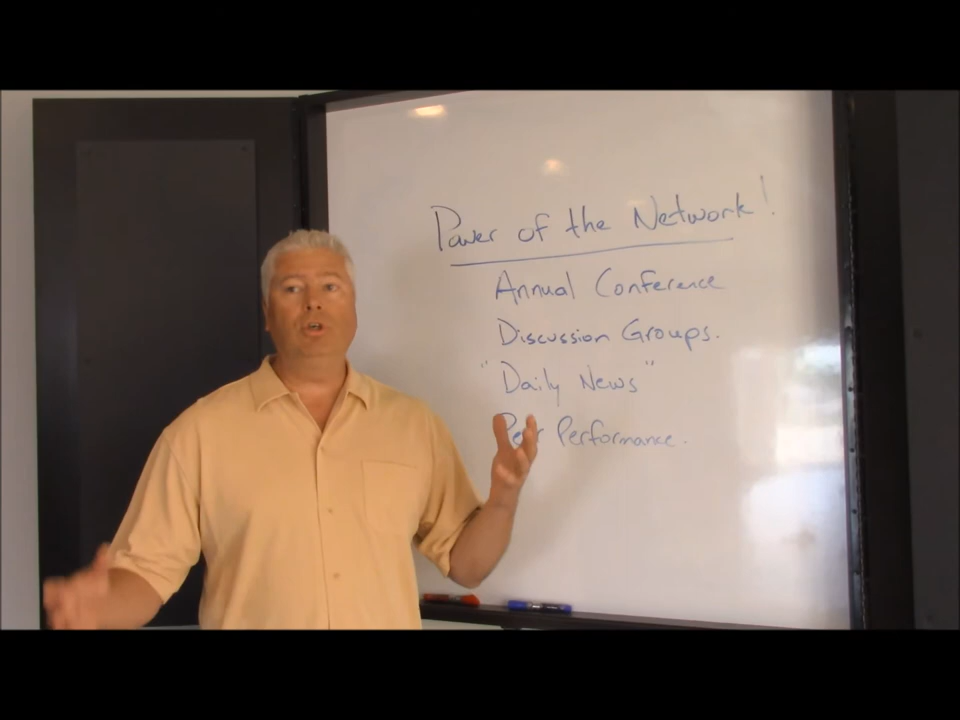 Power of the Network!
Annual Conference
Discussion Groups.
"Daily News"
Peer Performance.